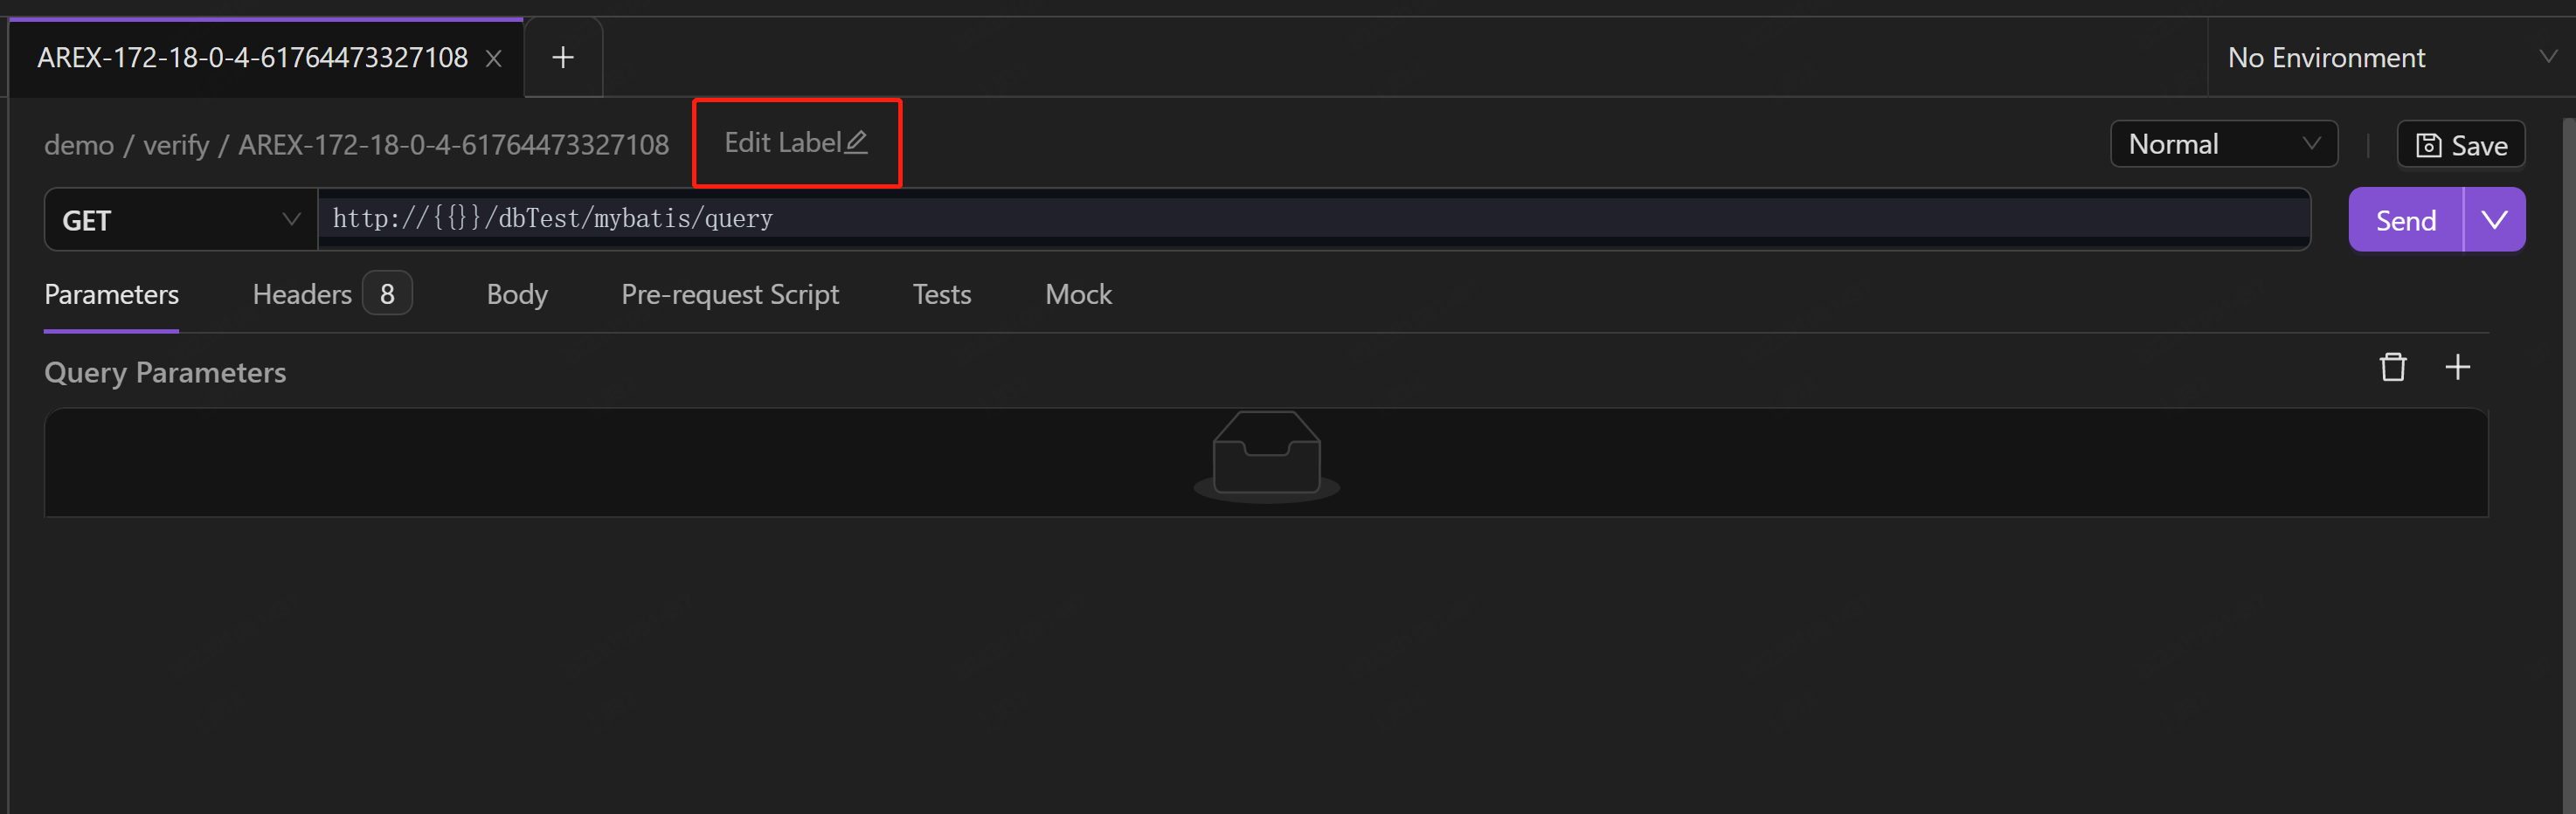 AREX-172-18-0-4-61764473327108
No Environment
demo / verify / AREX-172-18-0-4-61764473327108 Edit Label
Normal
Save
GET http://{{}}/dbTest/mybatis/query
Send
Parameters Headers 8 Body Pre-request Script Tests Mock
Query Parameters